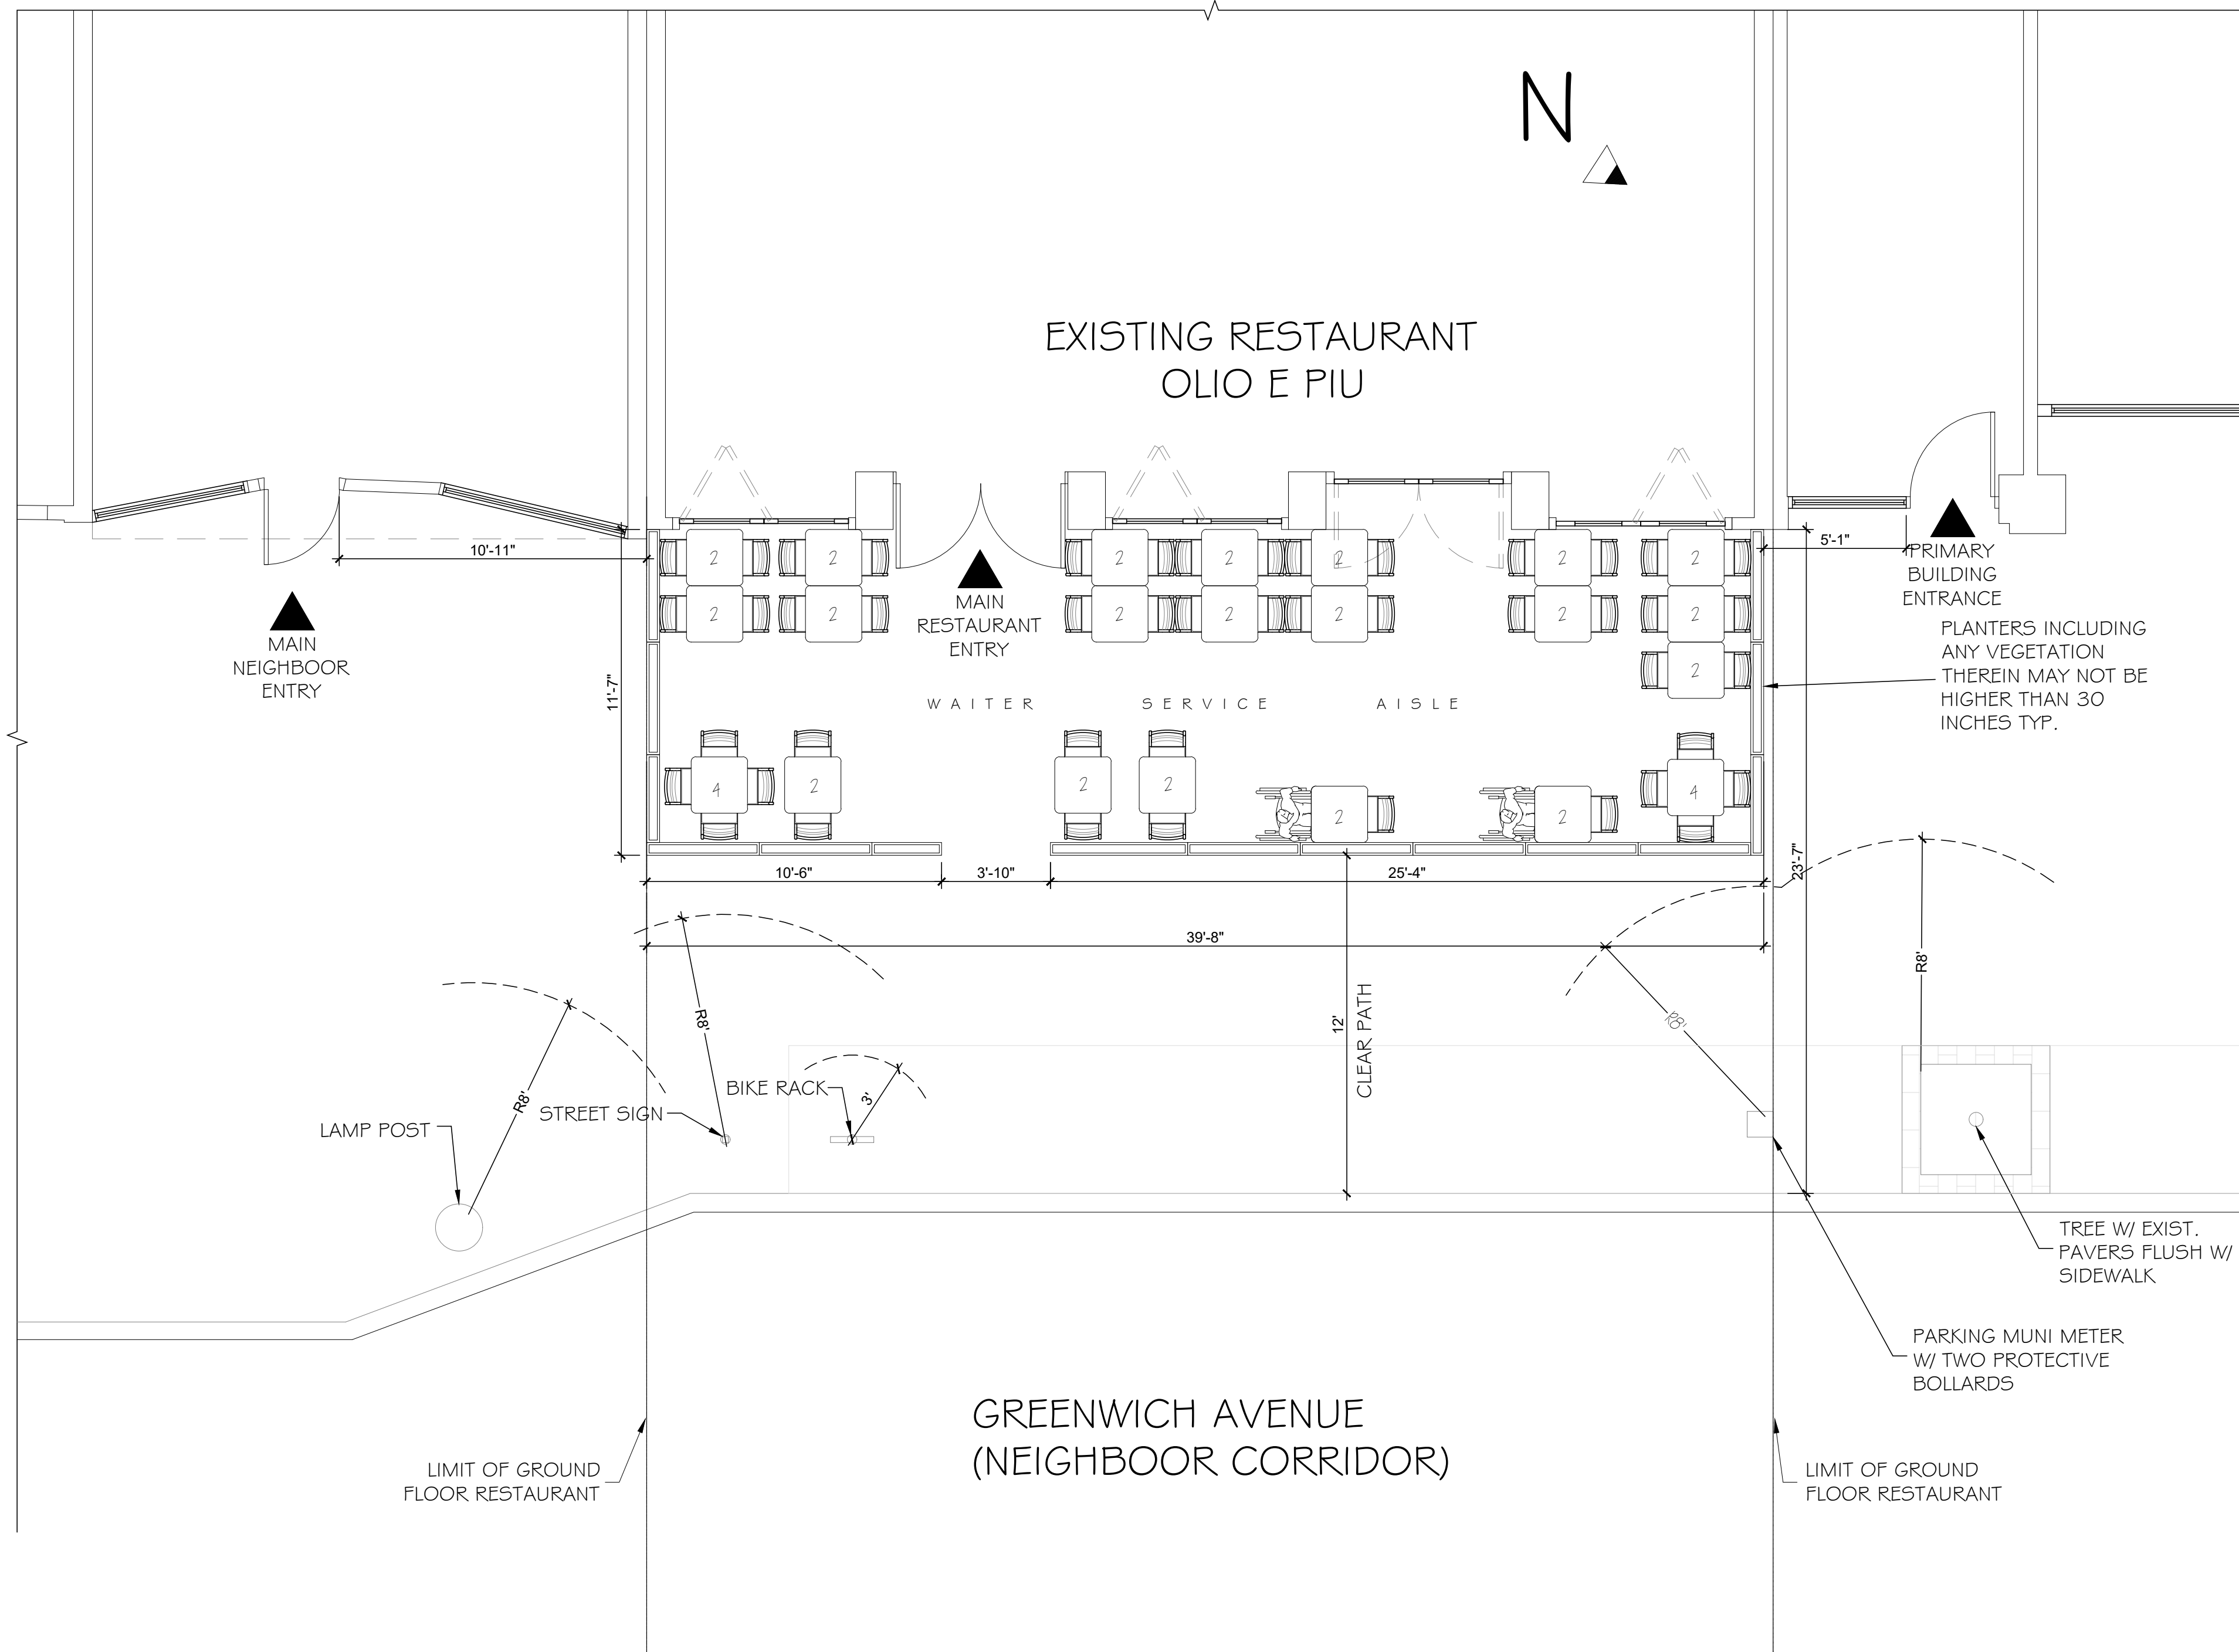 N
EXISTING RESTAURANT
OLIO E PIU
10'-11"
5'-1"
MAIN
NEIGHBOOR
ENTRY
MAIN
RESTAURANT
ENTRY
PRIMARY
BUILDING
ENTRANCE
2 2 2 2 2 2 2
2 2 2 2 2 2 2
2
PLANTERS INCLUDING
ANY VEGETATION
THEREIN MAY NOT BE
HIGHER THAN 30
INCHES TYP.
11'-7"
WAITER SERVICE AISLE
4 2 2 2 2 2 4
23'-7"
10'-6" 3'-10" 25'-4"
39'-8"
R8'
R8'
R8'
R8'
12'
CLEAR PATH
BIKE RACK
3'
STREET SIGN
LAMP POST
TREE W/ EXIST.
PAVERS FLUSH W/
SIDEWALK
PARKING MUNI METER
W/ TWO PROTECTIVE
BOLLARDS
GREENWICH AVENUE
(NEIGHBOOR CORRIDOR)
LIMIT OF GROUND
FLOOR RESTAURANT
LIMIT OF GROUND
FLOOR RESTAURANT